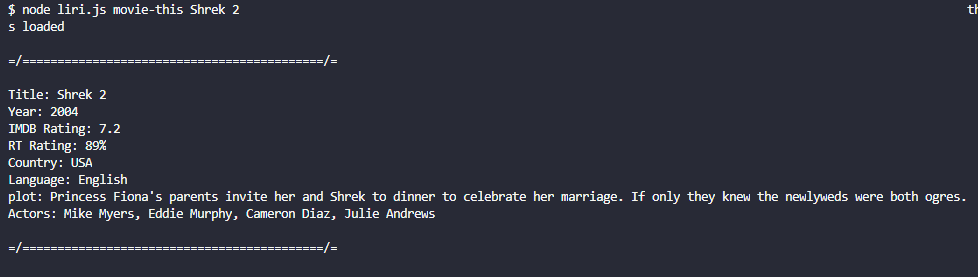 $ node liri.js movie-this Shrek 2 th
s loaded
=/===========================================/=
Title: Shrek 2
Year: 2004
IMDB Rating: 7.2
RT Rating: 89%
Country: USA
Language: English
plot: Princess Fiona's parents invite her and Shrek to dinner to celebrate her marriage. If only they knew the newlyweds were both ogres.
Actors: Mike Myers, Eddie Murphy, Cameron Diaz, Julie Andrews
=/===========================================/=